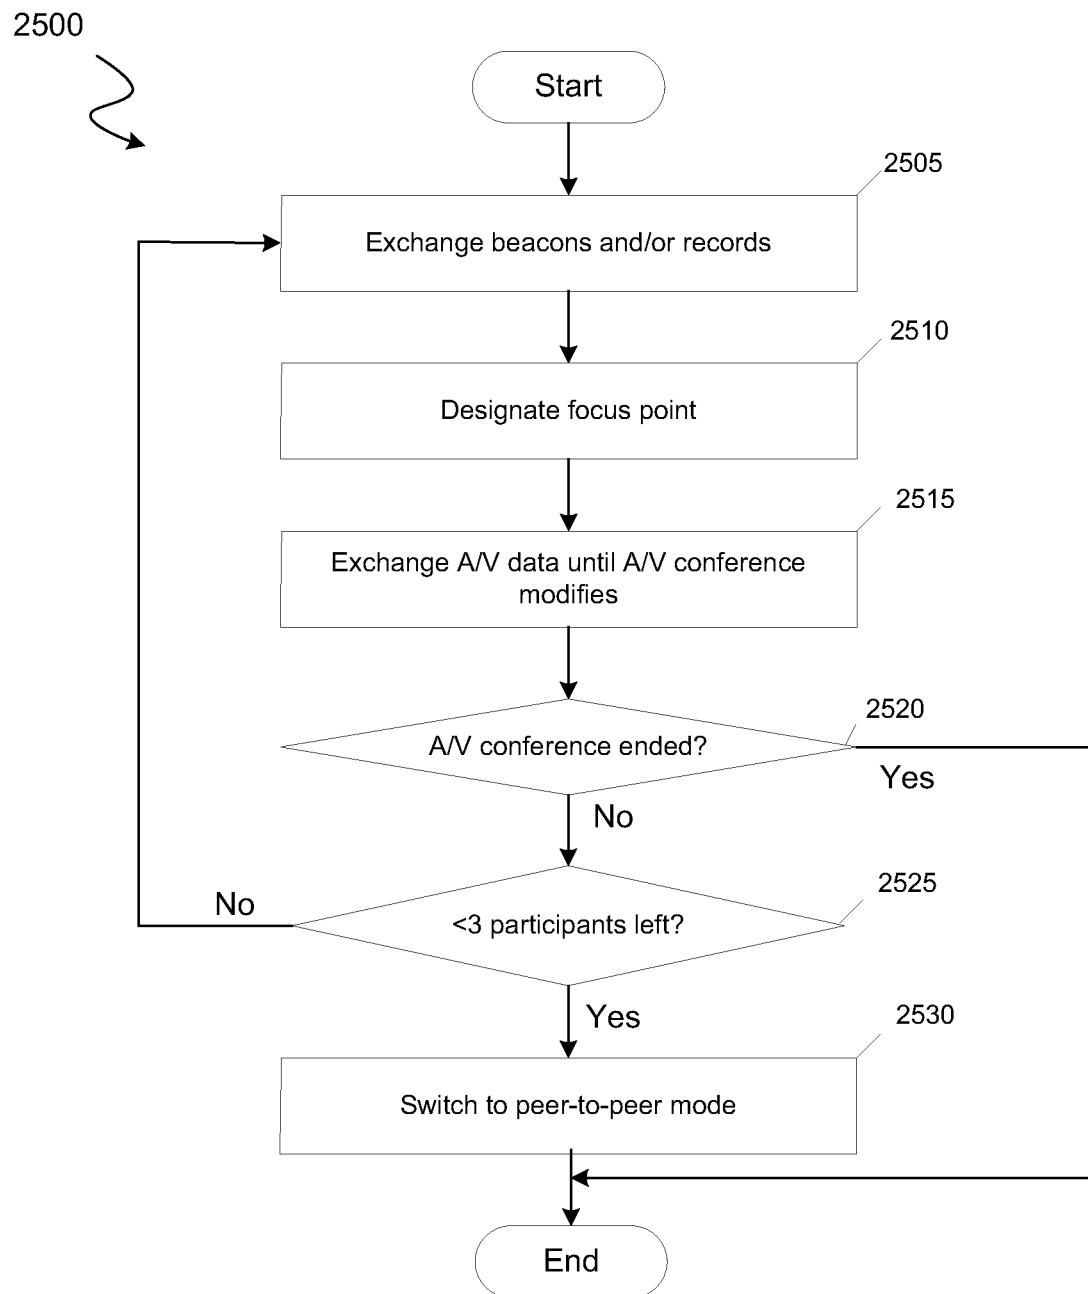 2500
Start
2505
Exchange beacons and/or records
2510
Designate focus point
2515
Exchange A/V data until A/V conference
modifies
2520
A/V conference ended?
Yes
No
2525
No
<3 participants left?
Yes
2530
Switch to peer-to-peer mode
End